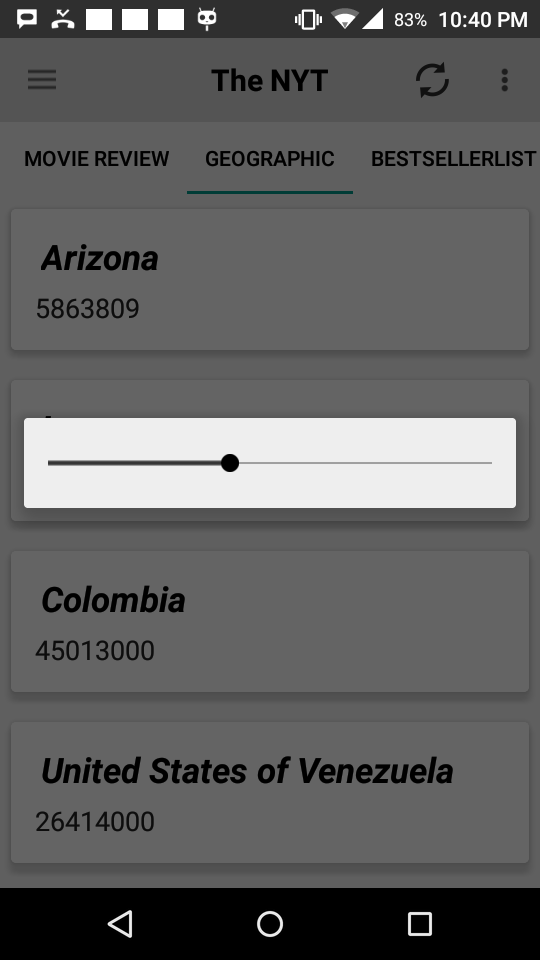 83% 10:40 PM
The NYT
MOVIE REVIEW GEOGRAPHIC BESTSELLERLIST
Arizona
5863809
Colombia
45013000
United States of Venezuela
26414000